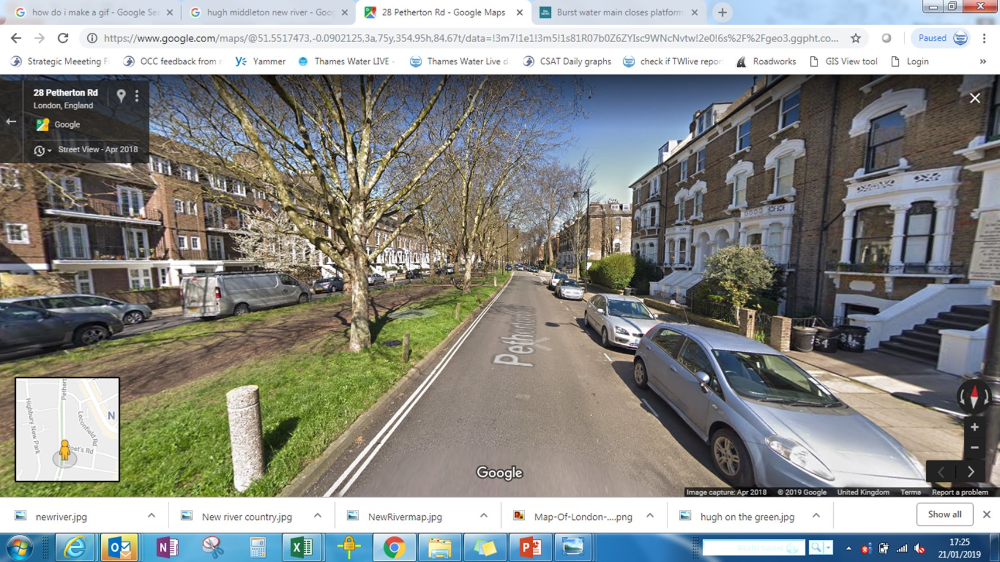 how do i make a gif - Google Sea
hugh middleton new river - Goog
28 Petherton Rd - Google Maps
Burst water main closes platform
https://www.google.com/maps/@51.5517473,-0.0902125,3a,75y,354.95h,84.67t/data=!3m7!1e1!3m5!1s81R07b0Z6ZYIsc9WNcNvtw!2e0!6s%2F%2Fgeo3.ggpht.co...
Paused
Strategic Meeeting Fi
OCC feedback from r
Yammer
Thames Water LIVE -
Thames Water Live d
CSAT Daily graphs
check if TWlive repor
Roadworks
GIS View tool
Login
»
28 Petherton Rd
London, England
Google
Street View - Apr 2018
34
Petherton
Highbury New Park
Leconfield Rd
Poet's Rd
N
Google
Image capture: Apr 2018 © 2019 Google United Kingdom Terms Report a problem
newriver.jpg
New river country.jpg
NewRivermap.jpg
Map-Of-London-....png
hugh on the green.jpg
Show all
17:25
21/01/2019